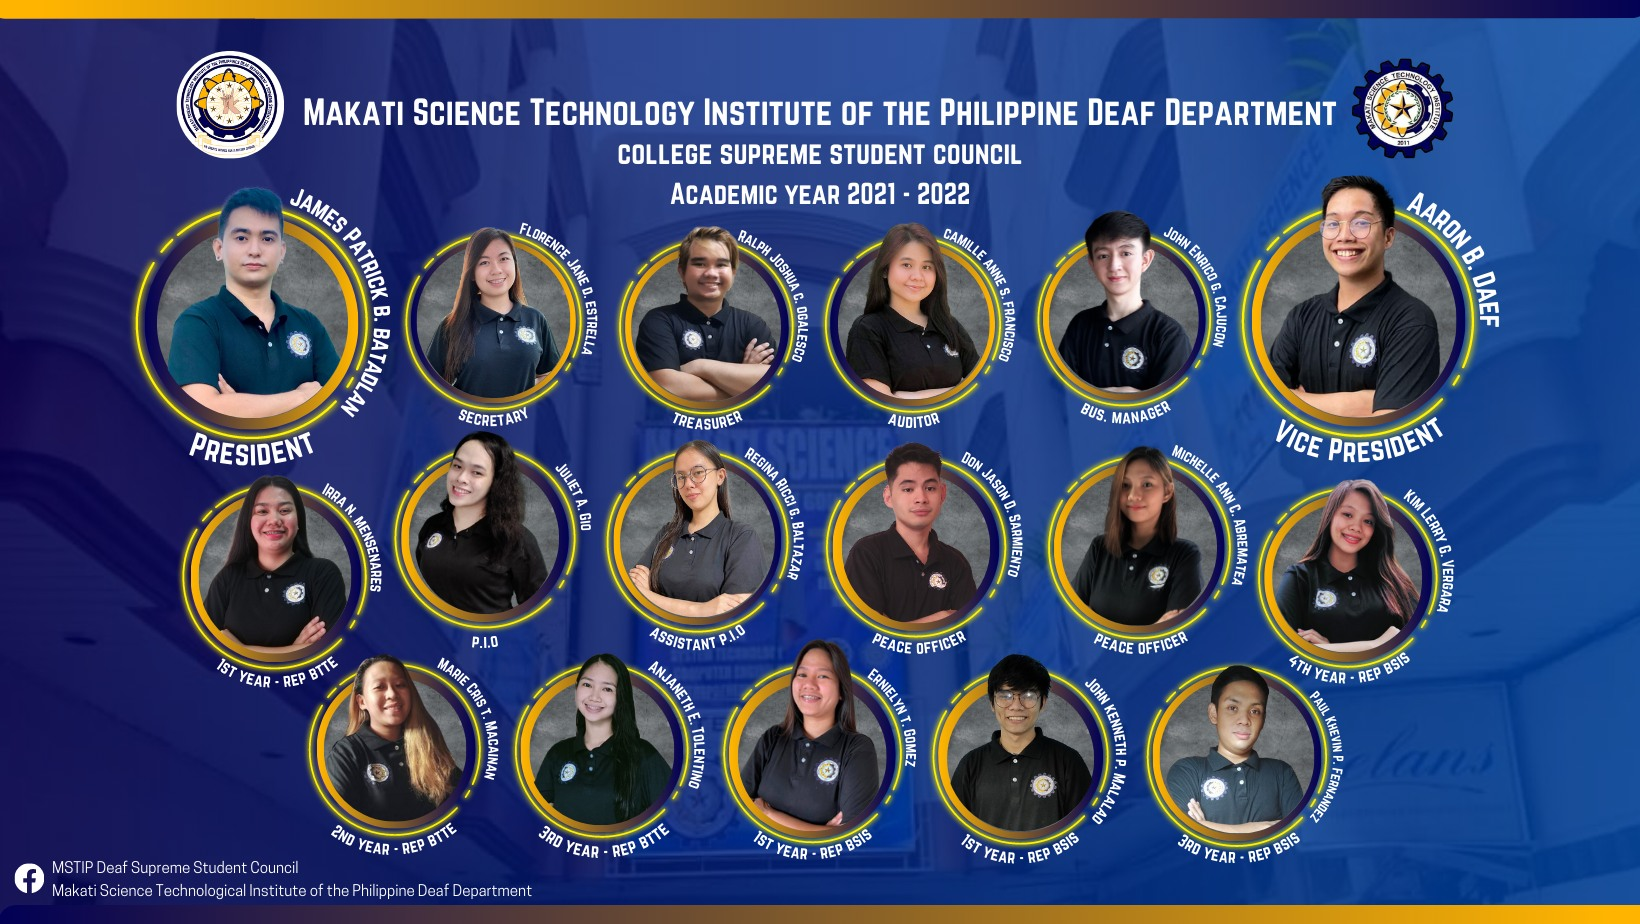 MAKATI SCIENCE TECHNOLOGY INSTITUTE OF THE PHILIPPINE DEAF DEPARTMENT
COLLEGE SUPREME STUDENT COUNCIL
ACADEMIC YEAR 2021 - 2022
MAKATI SCIENCE TECHNOLOGY INSTITUTE
2011
JAMES PATRICK B. BATADLAN
PRESIDENT
FLORENCE JANE D. ESTRELLA
SECRETARY
RALPH JOSHUA C. OGALESCO
TREASURER
CAMILLE ANNE S. FRANCISCO
AUDITOR
JOHN ENRICO G. CAJUCON
BUS. MANAGER
AARON B. DAEF
VICE PRESIDENT
IRRA N. MENSENARES
1ST YEAR - REP BTTE
JULIET A. GIO
P.I.O
REGINA RICCI G. BALTAZAR
ASSISTANT P.I.O
DON JASON D. SARMIENTO
PEACE OFFICER
MICHELLE ANN C. ABREMATEA
PEACE OFFICER
KIM LERRY G. VERGARA
4TH YEAR - REP BSIS
MARIE CRIS T. MACAINAN
2ND YEAR - REP BTTE
ANJANETH E. TOLENTINO
3RD YEAR - REP BTTE
ERNIELYN T. GOMEZ
1ST YEAR - REP BSIS
JOHN KENNETH P. MALALAD
1ST YEAR - REP BSIS
PAUL KHEVIN P. FERNANDEZ
3RD YEAR - REP BSIS
MSTIP Deaf Supreme Student Council
Makati Science Technological Institute of the Philippine Deaf Department